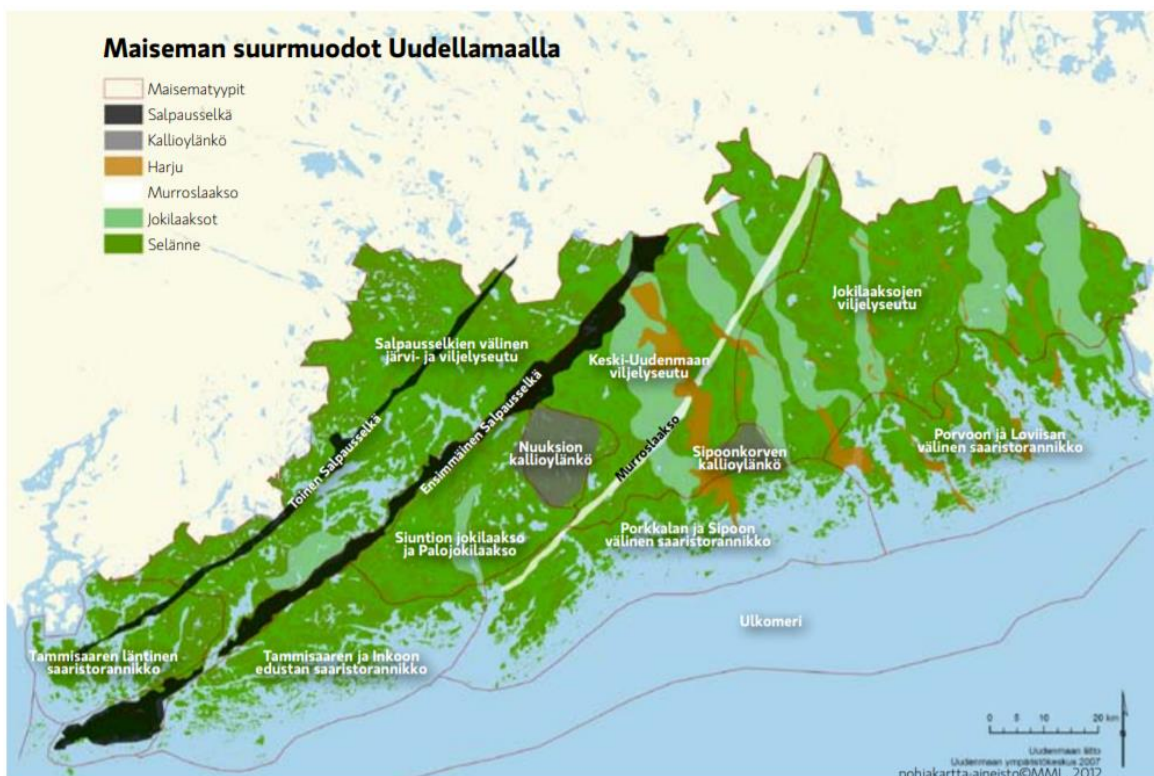 Maiseman suurmuodot Uudellamaalla
Maisematyypit
Salpausselkä
Kallioylänkö
Harju
Murroslaakso
Jokilaaksot
Selänne
Salpausselkien välinen
järvi- ja viljelyseutu
Jokilaaksojen
viljelyseutu
Keski-Uudenmaan
viljelyseutu
Toinen Salpausselkä
Ensimmäinen Salpausselkä
Nuuksion
kallioylänkö
Murroslaakso
Sipoonkorven
kallioylänkö
Porvoon ja Loviisan
välinen saaristorannikko
Siuntion jokilaakso
ja Palojokilaakso
Porkkalan ja Sipoon
välinen saaristorannikko
Ulkomeri
Tammisaaren läntinen
saaristorannikko
Tammisaaren ja Inkoon
edustan saaristorannikko
0 5 10 20 km
N
Uudenmaan liitto
Uudenmaan ympäristökeskus 2007
pohjakartta-aineisto©MML, 2012